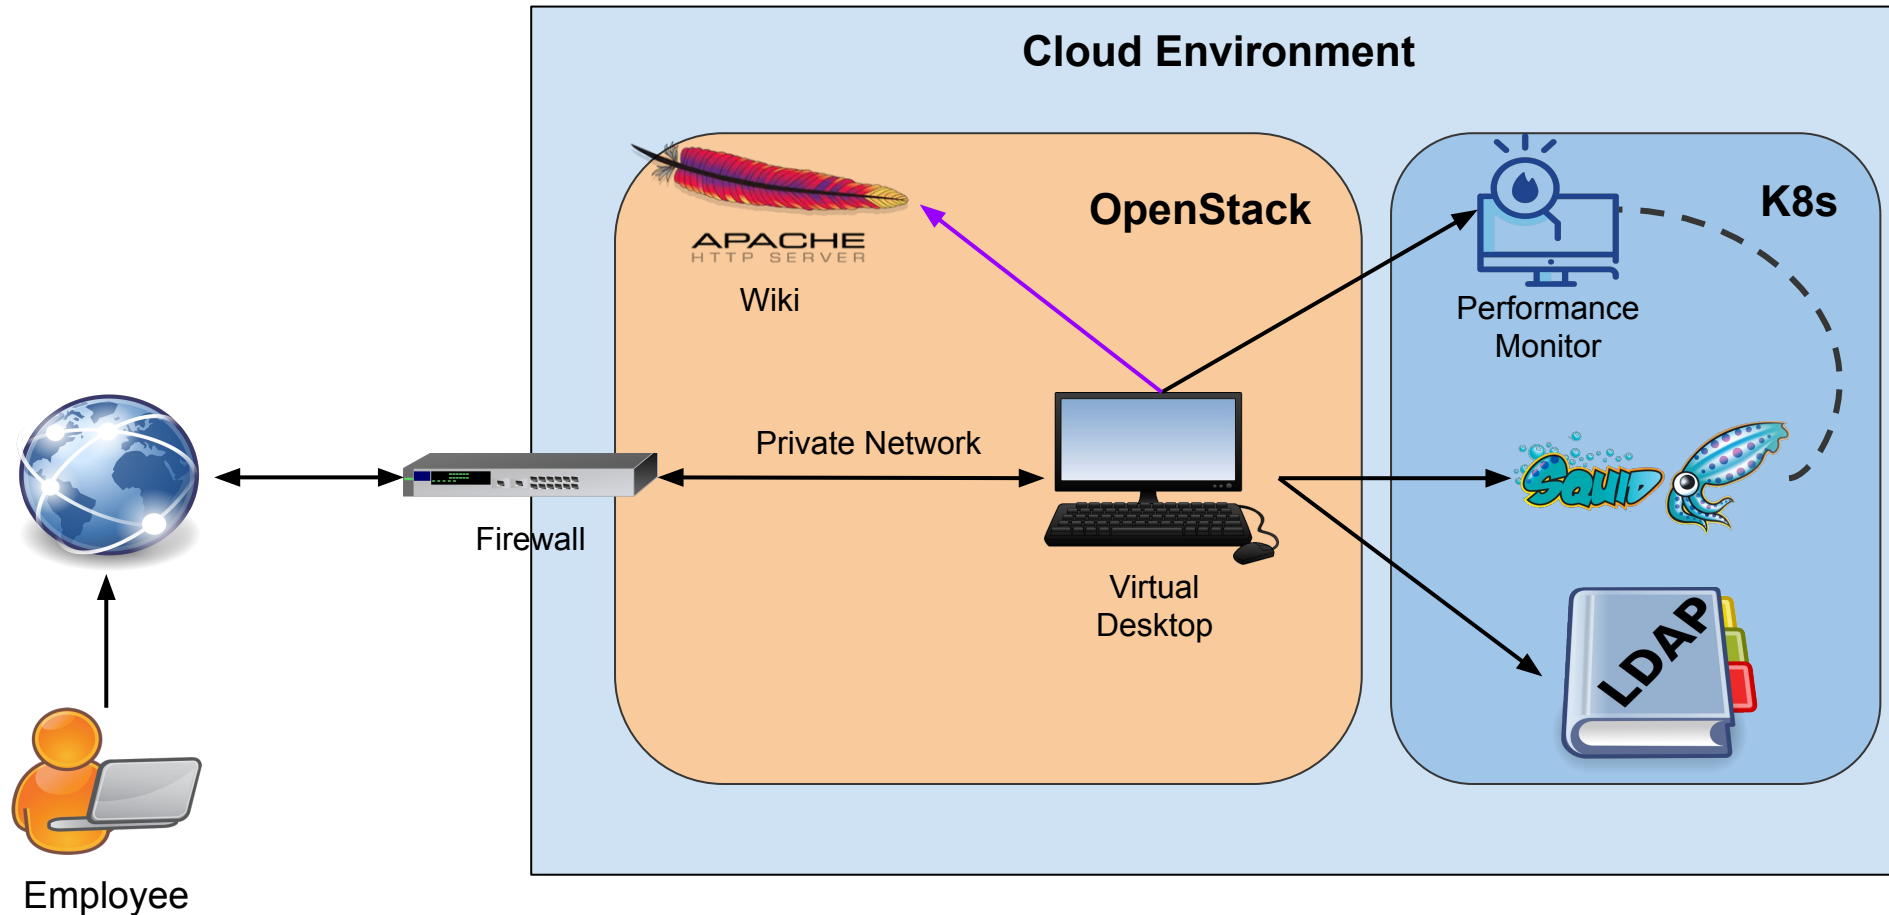 Cloud Environment
OpenStack
K8s
APACHE
HTTP SERVER
Wiki
Performance
Monitor
Private Network
SQUID
Firewall
Virtual
Desktop
LDAP
Employee